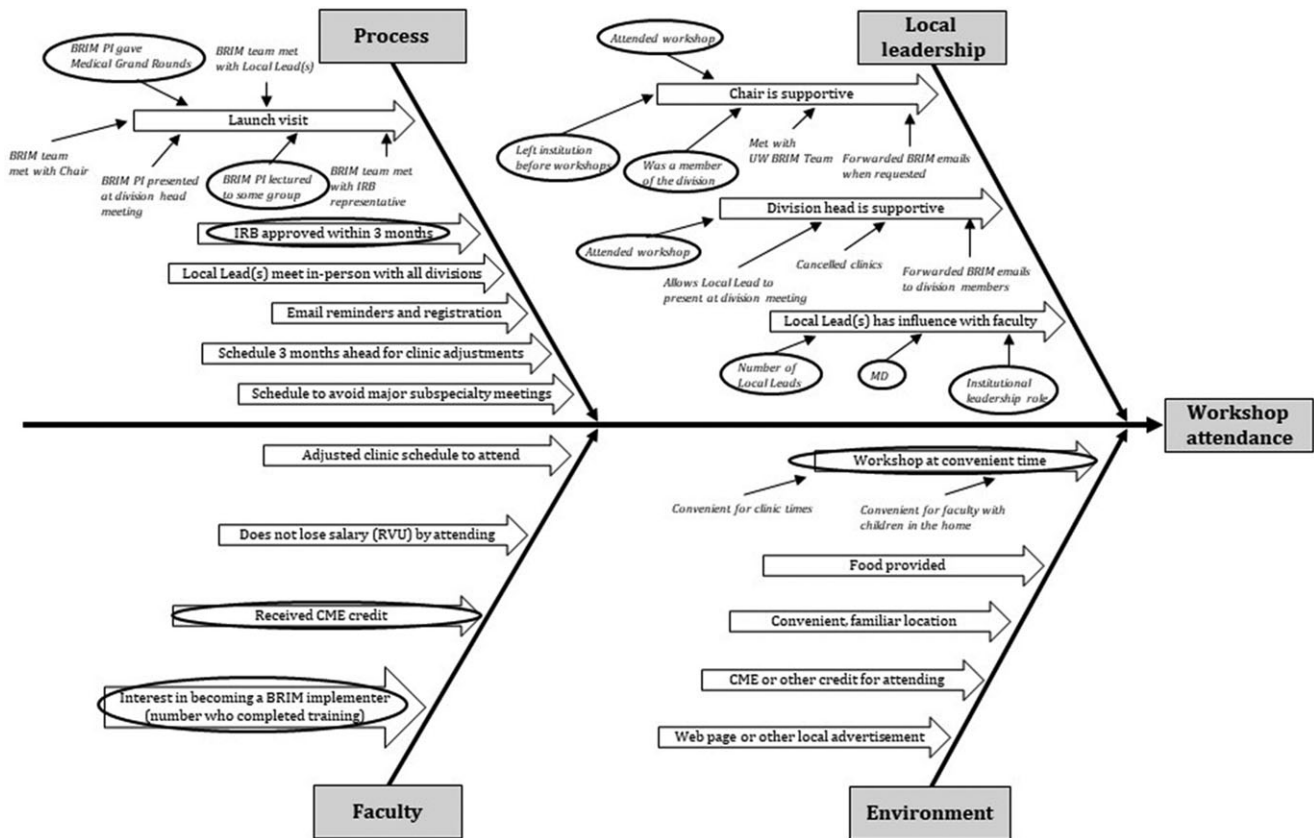 Process
BRIM PI gave
Medical Grand Rounds
BRIM team met
with Local Lead(s)
Launch visit
BRIM team
met with Chair
BRIM PI presented
at division head
meeting
BRIM PI lectured
to some group
BRIM team met
with IRB
representative
IRB approved within 3 months
Local Lead(s) meet in-person with all divisions
Email reminders and registration
Schedule 3 months ahead for clinic adjustments
Schedule to avoid major subspecialty meetings
Local
leadership
Attended workshop
Chair is supportive
Left institution
before workshops
Was a member
of the division
Met with
UW BRIM Team
Forwarded BRIM emails
when requested
Division head is supportive
Attended workshop
Allows Local Lead to
present at division meeting
Cancelled clinics
Forwarded BRIM emails
to division members
Local Lead(s) has influence with faculty
Number of
Local Leads
MD
Institutional
leadership role
Workshop
attendance
Adjusted clinic schedule to attend
Does not lose salary (RVU) by attending
Received CME credit
Interest in becoming a BRIM implementer
(number who completed training)
Faculty
Workshop at convenient time
Convenient for clinic times
Convenient for faculty with
children in the home
Food provided
Convenient, familiar location
CME or other credit for attending
Web page or other local advertisement
Environment